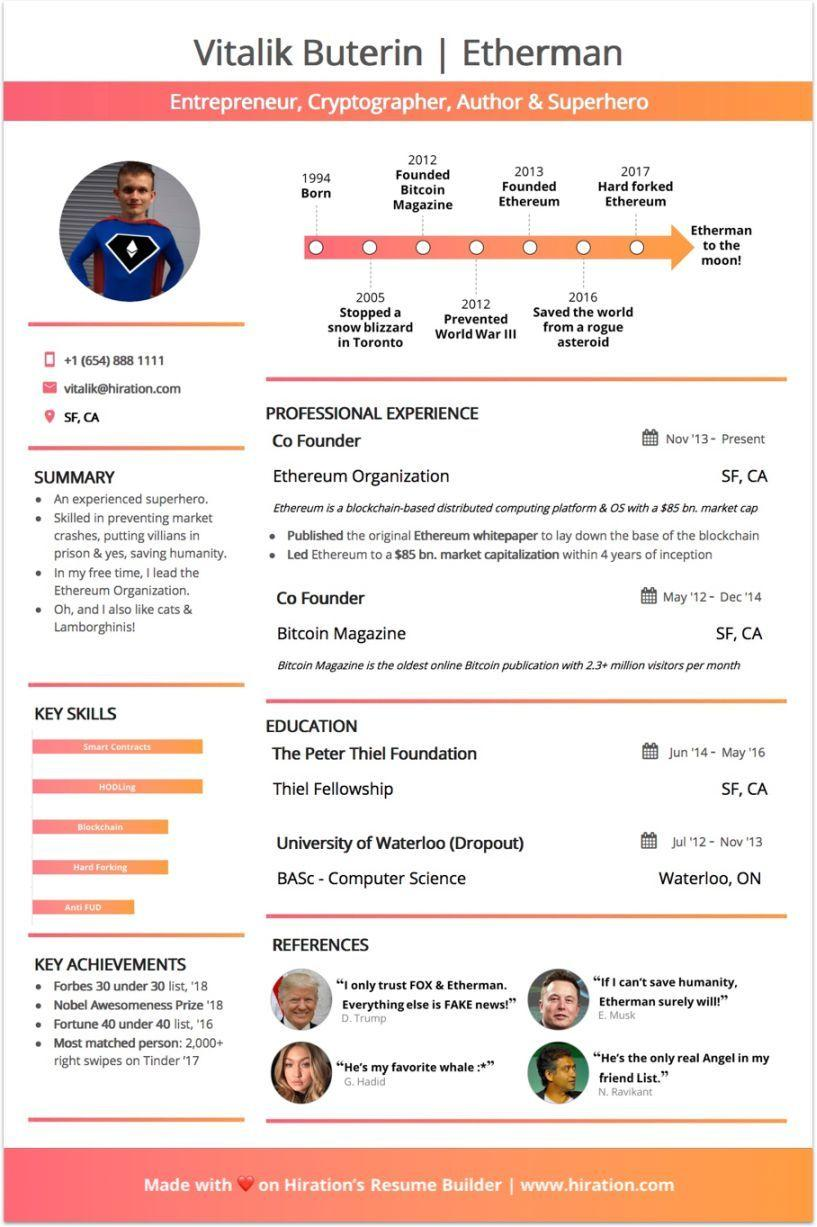 Vitalik Buterin | Etherman
Entrepreneur, Cryptographer, Author & Superhero
1994
Born
2005
Stopped a
snow blizzard
in Toronto
2012
Founded
Bitcoin
Magazine
2012
Prevented
World War III
2013
Founded
Ethereum
2016
Saved the world
from a rogue
asteroid
2017
Hard forked
Ethereum
Etherman
to the
moon!
+1 (654) 888 1111
vitalik@hiration.com
SF, CA
SUMMARY
• An experienced superhero.
• Skilled in preventing market
crashes, putting villians in
prison & yes, saving humanity.
• In my free time, I lead the
Ethereum Organization.
• Oh, and I also like cats &
Lamborghinis!
KEY SKILLS
Smart Contracts
HODLing
Blockchain
Hard Forking
Anti FUD
KEY ACHIEVEMENTS
• Forbes 30 under 30 list, '18
• Nobel Awesomeness Prize '18
• Fortune 40 under 40 list, '16
• Most matched person: 2,000+
right swipes on Tinder '17
PROFESSIONAL EXPERIENCE
Co Founder Nov '13 - Present
Ethereum Organization SF, CA
Ethereum is a blockchain-based distributed computing platform & OS with a $85 bn. market cap
• Published the original Ethereum whitepaper to lay down the base of the blockchain
• Led Ethereum to a $85 bn. market capitalization within 4 years of inception
Co Founder May '12 - Dec '14
Bitcoin Magazine SF, CA
Bitcoin Magazine is the oldest online Bitcoin publication with 2.3+ million visitors per month
EDUCATION
The Peter Thiel Foundation Jun '14 - May '16
Thiel Fellowship SF, CA
University of Waterloo (Dropout) Jul '12 - Nov '13
BASc - Computer Science Waterloo, ON
REFERENCES
“I only trust FOX & Etherman.
Everything else is FAKE news!”
D. Trump
“If I can’t save humanity,
Etherman surely will!”
E. Musk
“He’s my favorite whale :*”
G. Hadid
“He’s the only real Angel in my
friend List.”
N. Ravikant
Made with ❤️ on Hiration’s Resume Builder | www.hiration.com